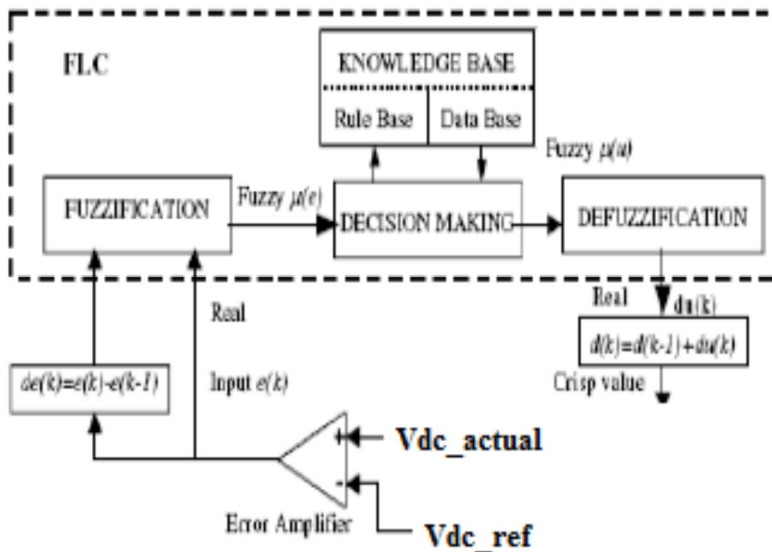 FLC
KNOWLEDGE BASE
Rule Base
Data Base
Fuzzy μ(u)
FUZZIFICATION
Fuzzy μ(e)
DECISION MAKING
DEFUZZIFICATION
Real
Real
du(k)
de(k)=e(k)-e(k-1)
Input e(k)
d(k)=d(k-1)+du(k)
Crisp value
+
Vdc_actual
-
Error Amplifier
Vdc_ref